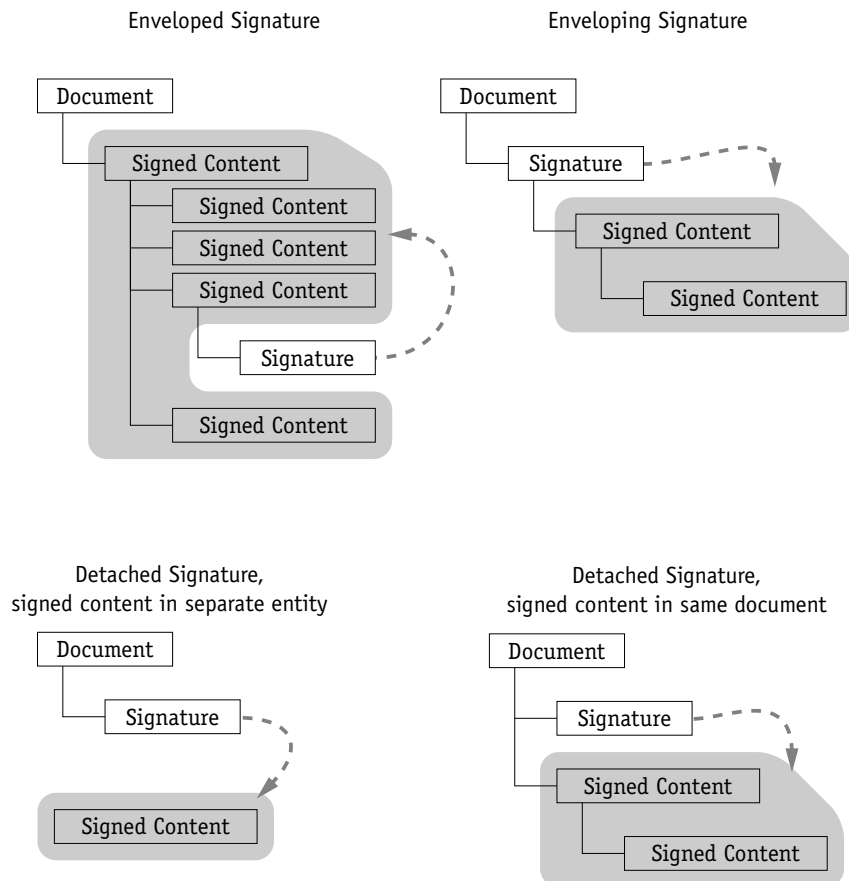 Enveloped Signature
Document
Signed Content
Signed Content
Signed Content
Signed Content
Signature
Signed Content
Enveloping Signature
Document
Signature
Signed Content
Signed Content
Detached Signature,
signed content in separate entity
Document
Signature
Signed Content
Detached Signature,
signed content in same document
Document
Signature
Signed Content
Signed Content